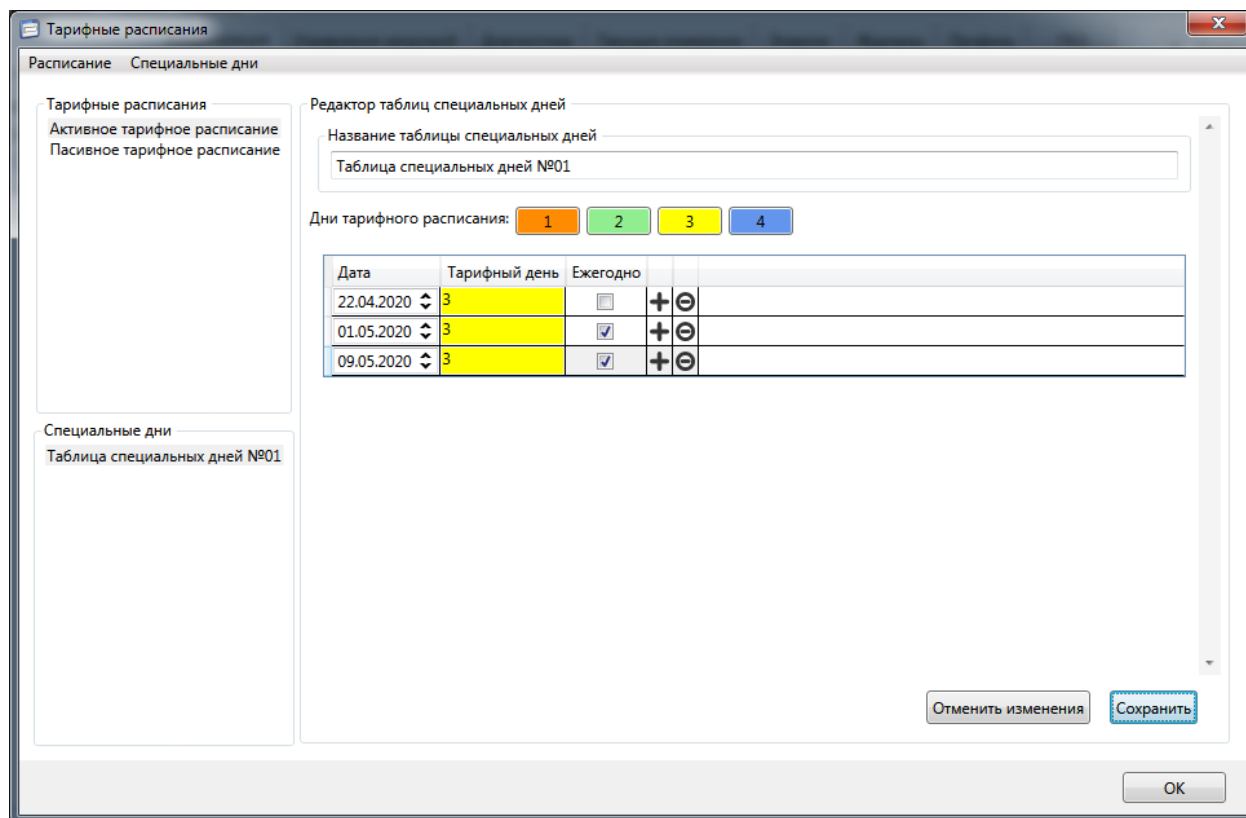 Тарифные расписания
x
Расписание Специальные дни
Тарифные расписания
Активное тарифное расписание
Пасивное тарифное расписание
Специальные дни
Таблица специальных дней №01
Редактор таблиц специальных дней
Название таблицы специальных дней
Таблица специальных дней №01
Дни тарифного расписания: 1 2 3 4
Дата Тарифный день Ежегодно
22.04.2020 3
01.05.2020 3
09.05.2020 3
Отменить изменения Сохранить
OK